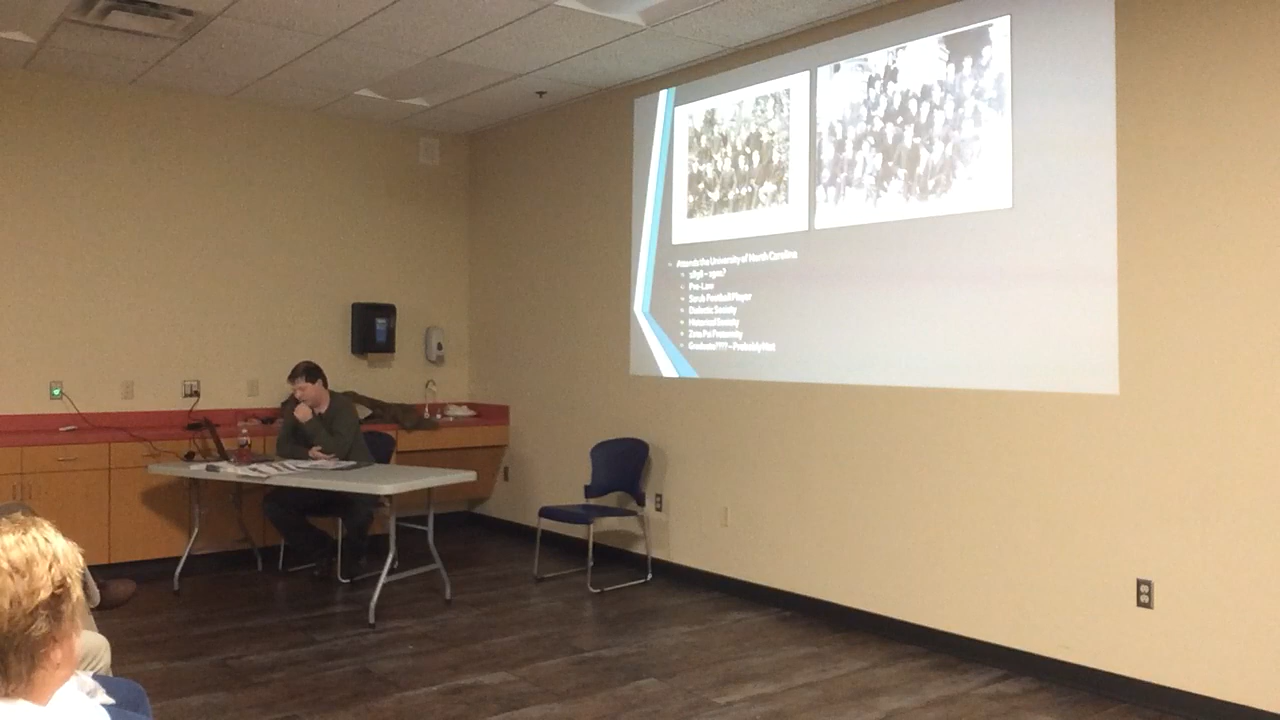 Attends the University of North Carolina
1898 – 1902?
Pre-Law
Scrub Football Player
Dialectic Society
Historical Society
Zeta Psi Fraternity
Graduate ???? – Probably Not